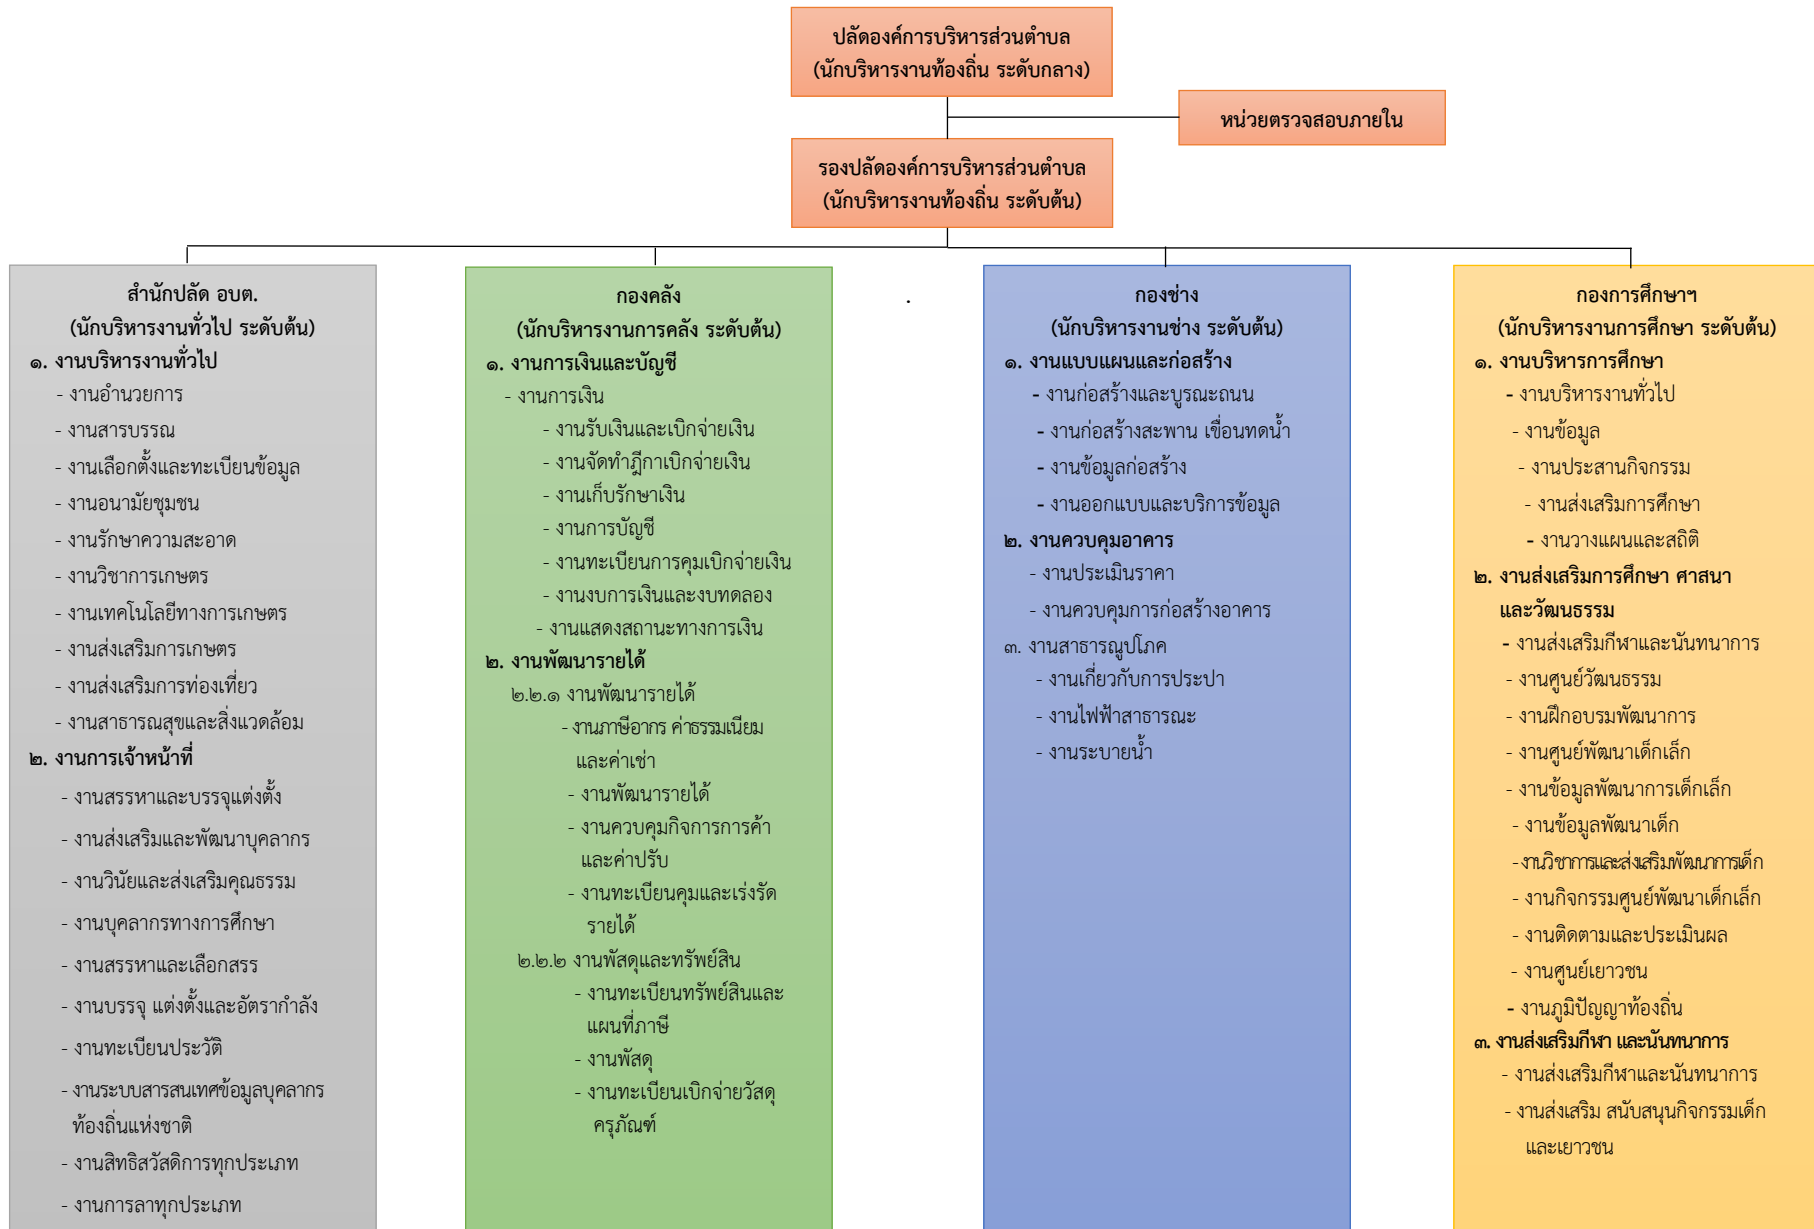 ปลัดองค์การบริหารส่วนตำบล
(นักบริหารงานท้องถิ่น ระดับกลาง)
หน่วยตรวจสอบภายใน
รองปลัดองค์การบริหารส่วนตำบล
(นักบริหารงานท้องถิ่น ระดับต้น)
สำนักปลัด อบต.
(นักบริหารงานทั่วไป ระดับต้น)
๑. งานบริหารงานทั่วไป
- งานอำนวยการ
- งานสารบรรณ
- งานเลือกตั้งและทะเบียนข้อมูล
- งานอนามัยชุมชน
- งานรักษาความสะอาด
- งานวิชาการเกษตร
- งานเทคโนโลยีทางการเกษตร
- งานส่งเสริมการเกษตร
- งานส่งเสริมการท่องเที่ยว
- งานสาธารณสุขและสิ่งแวดล้อม
๒. งานการเจ้าหน้าที่
- งานสรรหาและบรรจุแต่งตั้ง
- งานส่งเสริมและพัฒนาบุคลากร
- งานวินัยและส่งเสริมคุณธรรม
- งานบุคลากรทางการศึกษา
- งานสรรหาและเลือกสรร
- งานบรรจุ แต่งตั้งและอัตรากำลัง
- งานทะเบียนประวัติ
- งานระบบสารสนเทศข้อมูลบุคลากร
ท้องถิ่นแห่งชาติ
- งานสิทธิสวัสดิการทุกประเภท
- งานการลาทุกประเภท
กองคลัง
(นักบริหารงานการคลัง ระดับต้น)
๑. งานการเงินและบัญชี
- งานการเงิน
- งานรับเงินและเบิกจ่ายเงิน
- งานจัดทำฎีกาเบิกจ่ายเงิน
- งานเก็บรักษาเงิน
- งานการบัญชี
- งานทะเบียนการคุมเบิกจ่ายเงิน
- งานงบการเงินและงบทดลอง
- งานแสดงสถานะทางการเงิน
๒. งานพัฒนารายได้
๒.๒.๑ งานพัฒนารายได้
-งานภาษีอากร ค่าธรรมเนียม
และค่าเช่า
- งานพัฒนารายได้
- งานควบคุมกิจการการค้า
และค่าปรับ
- งานทะเบียนคุมและเร่งรัด
รายได้
๒.๒.๒ งานพัสดุและทรัพย์สิน
- งานทะเบียนทรัพย์สินและ
แผนที่ภาษี
- งานพัสดุ
- งานทะเบียนเบิกจ่ายวัสดุ
ครุภัณฑ์
.
กองช่าง
(นักบริหารงานช่าง ระดับต้น)
๑. งานแบบแผนและก่อสร้าง
- งานก่อสร้างและบูรณะถนน
- งานก่อสร้างสะพาน เขื่อนทดน้ำ
- งานข้อมูลก่อสร้าง
- งานออกแบบและบริการข้อมูล
๒. งานควบคุมอาคาร
- งานประเมินราคา
- งานควบคุมการก่อสร้างอาคาร
๓. งานสาธารณูปโภค
- งานเกี่ยวกับการประปา
- งานไฟฟ้าสาธารณะ
- งานระบายน้ำ
กองการศึกษาฯ
(นักบริหารงานการศึกษา ระดับต้น)
๑. งานบริหารการศึกษา
- งานบริหารงานทั่วไป
- งานข้อมูล
- งานประสานกิจกรรม
- งานส่งเสริมการศึกษา
- งานวางแผนและสถิติ
๒. งานส่งเสริมการศึกษา ศาสนา
และวัฒนธรรม
- งานส่งเสริมกีฬาและนันทนาการ
- งานศูนย์วัฒนธรรม
- งานฝึกอบรมพัฒนาการ
- งานศูนย์พัฒนาเด็กเล็ก
- งานข้อมูลพัฒนาการเด็กเล็ก
- งานข้อมูลพัฒนาเด็ก
-งานวิชาการและส่งเสริมพัฒนาการเด็ก
- งานกิจกรรมศูนย์พัฒนาเด็กเล็ก
- งานติดตามและประเมินผล
- งานศูนย์เยาวชน
- งานภูมิปัญญาท้องถิ่น
๓. งานส่งเสริมกีฬา และนันทนาการ
- งานส่งเสริมกีฬาและนันทนาการ
- งานส่งเสริม สนับสนุนกิจกรรมเด็ก
และเยาวชน